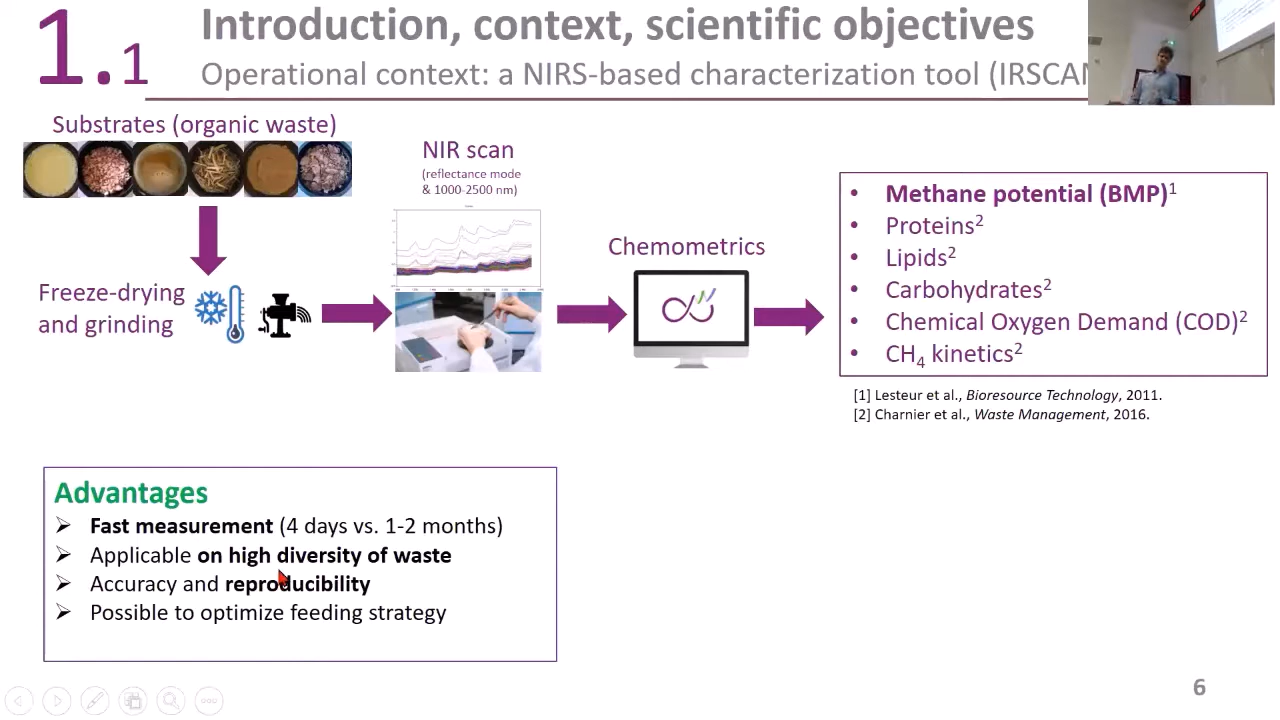 1.1
Introduction, context, scientific objectives
Operational context: a NIRS-based characterization tool (IRSCAN
Substrates (organic waste)
NIR scan
(reflectance mode
& 1000-2500 nm)
Freeze-drying
and grinding
Chemometrics
• Methane potential (BMP)1
• Proteins2
• Lipids2
• Carbohydrates2
• Chemical Oxygen Demand (COD)2
• CH4 kinetics2
[1] Lesteur et al., Bioresource Technology, 2011.
[2] Charnier et al., Waste Management, 2016.
Advantages
➢ Fast measurement (4 days vs. 1-2 months)
➢ Applicable on high diversity of waste
➢ Accuracy and reproducibility
➢ Possible to optimize feeding strategy
6